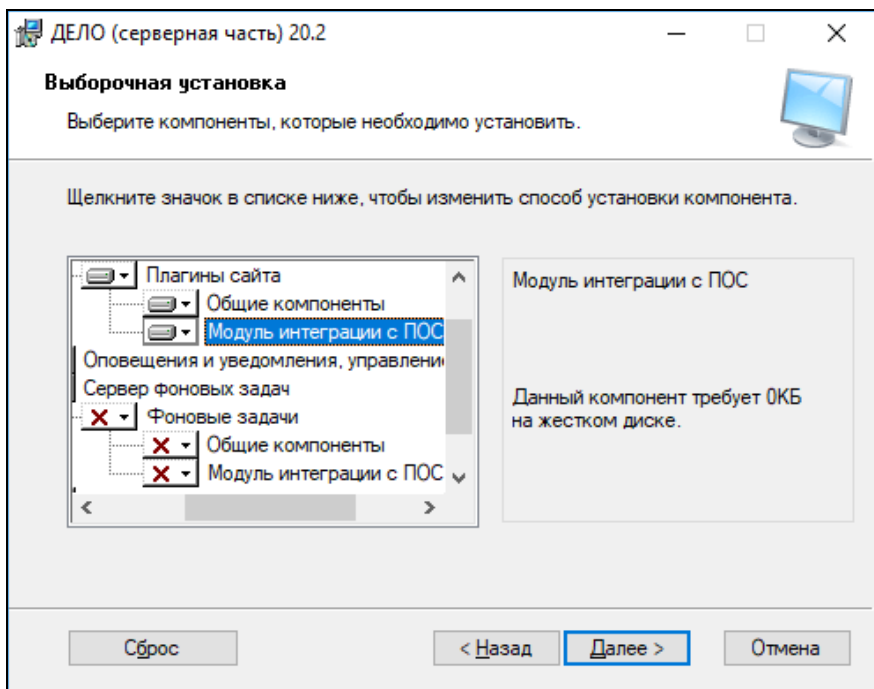 ДЕЛО (серверная часть) 20.2
Выборочная установка
Выберите компоненты, которые необходимо установить.
Щелкните значок в списке ниже, чтобы изменить способ установки компонента.
Плагины сайта
Общие компоненты
Модуль интеграции с ПОС
Оповещения и уведомления, управлени
Сервер фоновых задач
Фоновые задачи
Общие компоненты
Модуль интеграции с ПОС
Модуль интеграции с ПОС
Данный компонент требует 0КБ
на жестком диске.
Сброс
< Назад
Далее >
Отмена